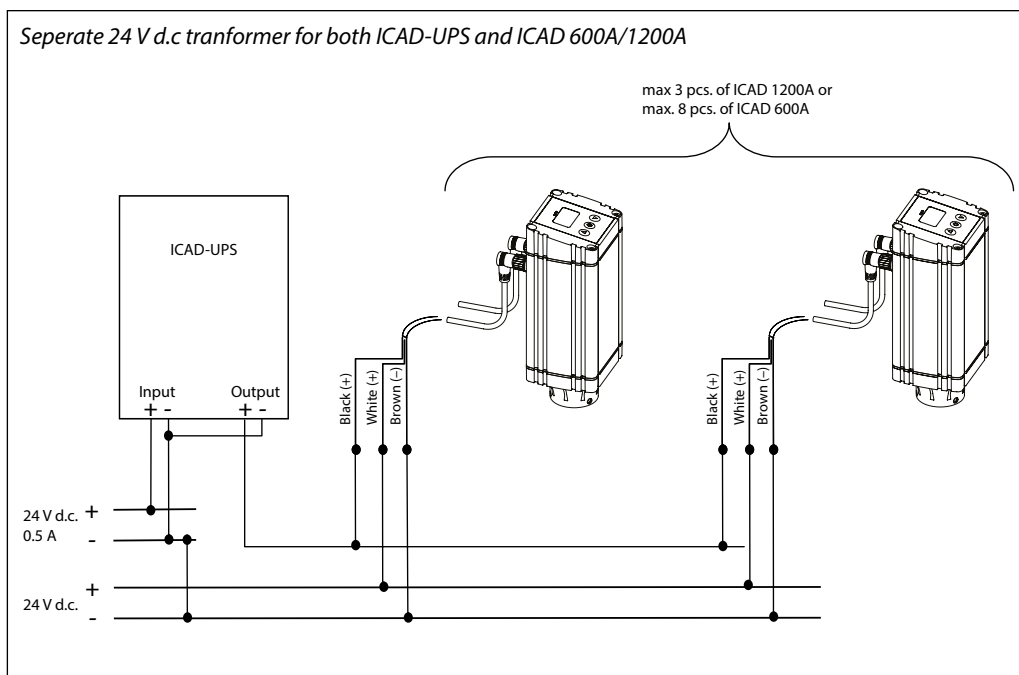 Seperate 24 V d.c tranformer for both ICAD-UPS and ICAD 600A/1200A
max 3 pcs. of ICAD 1200A or
max. 8 pcs. of ICAD 600A
ICAD-UPS
Input
Output
+ -
+ -
Black (+)
White (+)
Brown (–)
Black (+)
White (+)
Brown (–)
24 V d.c. +
0.5 A -
+
24 V d.c.
-